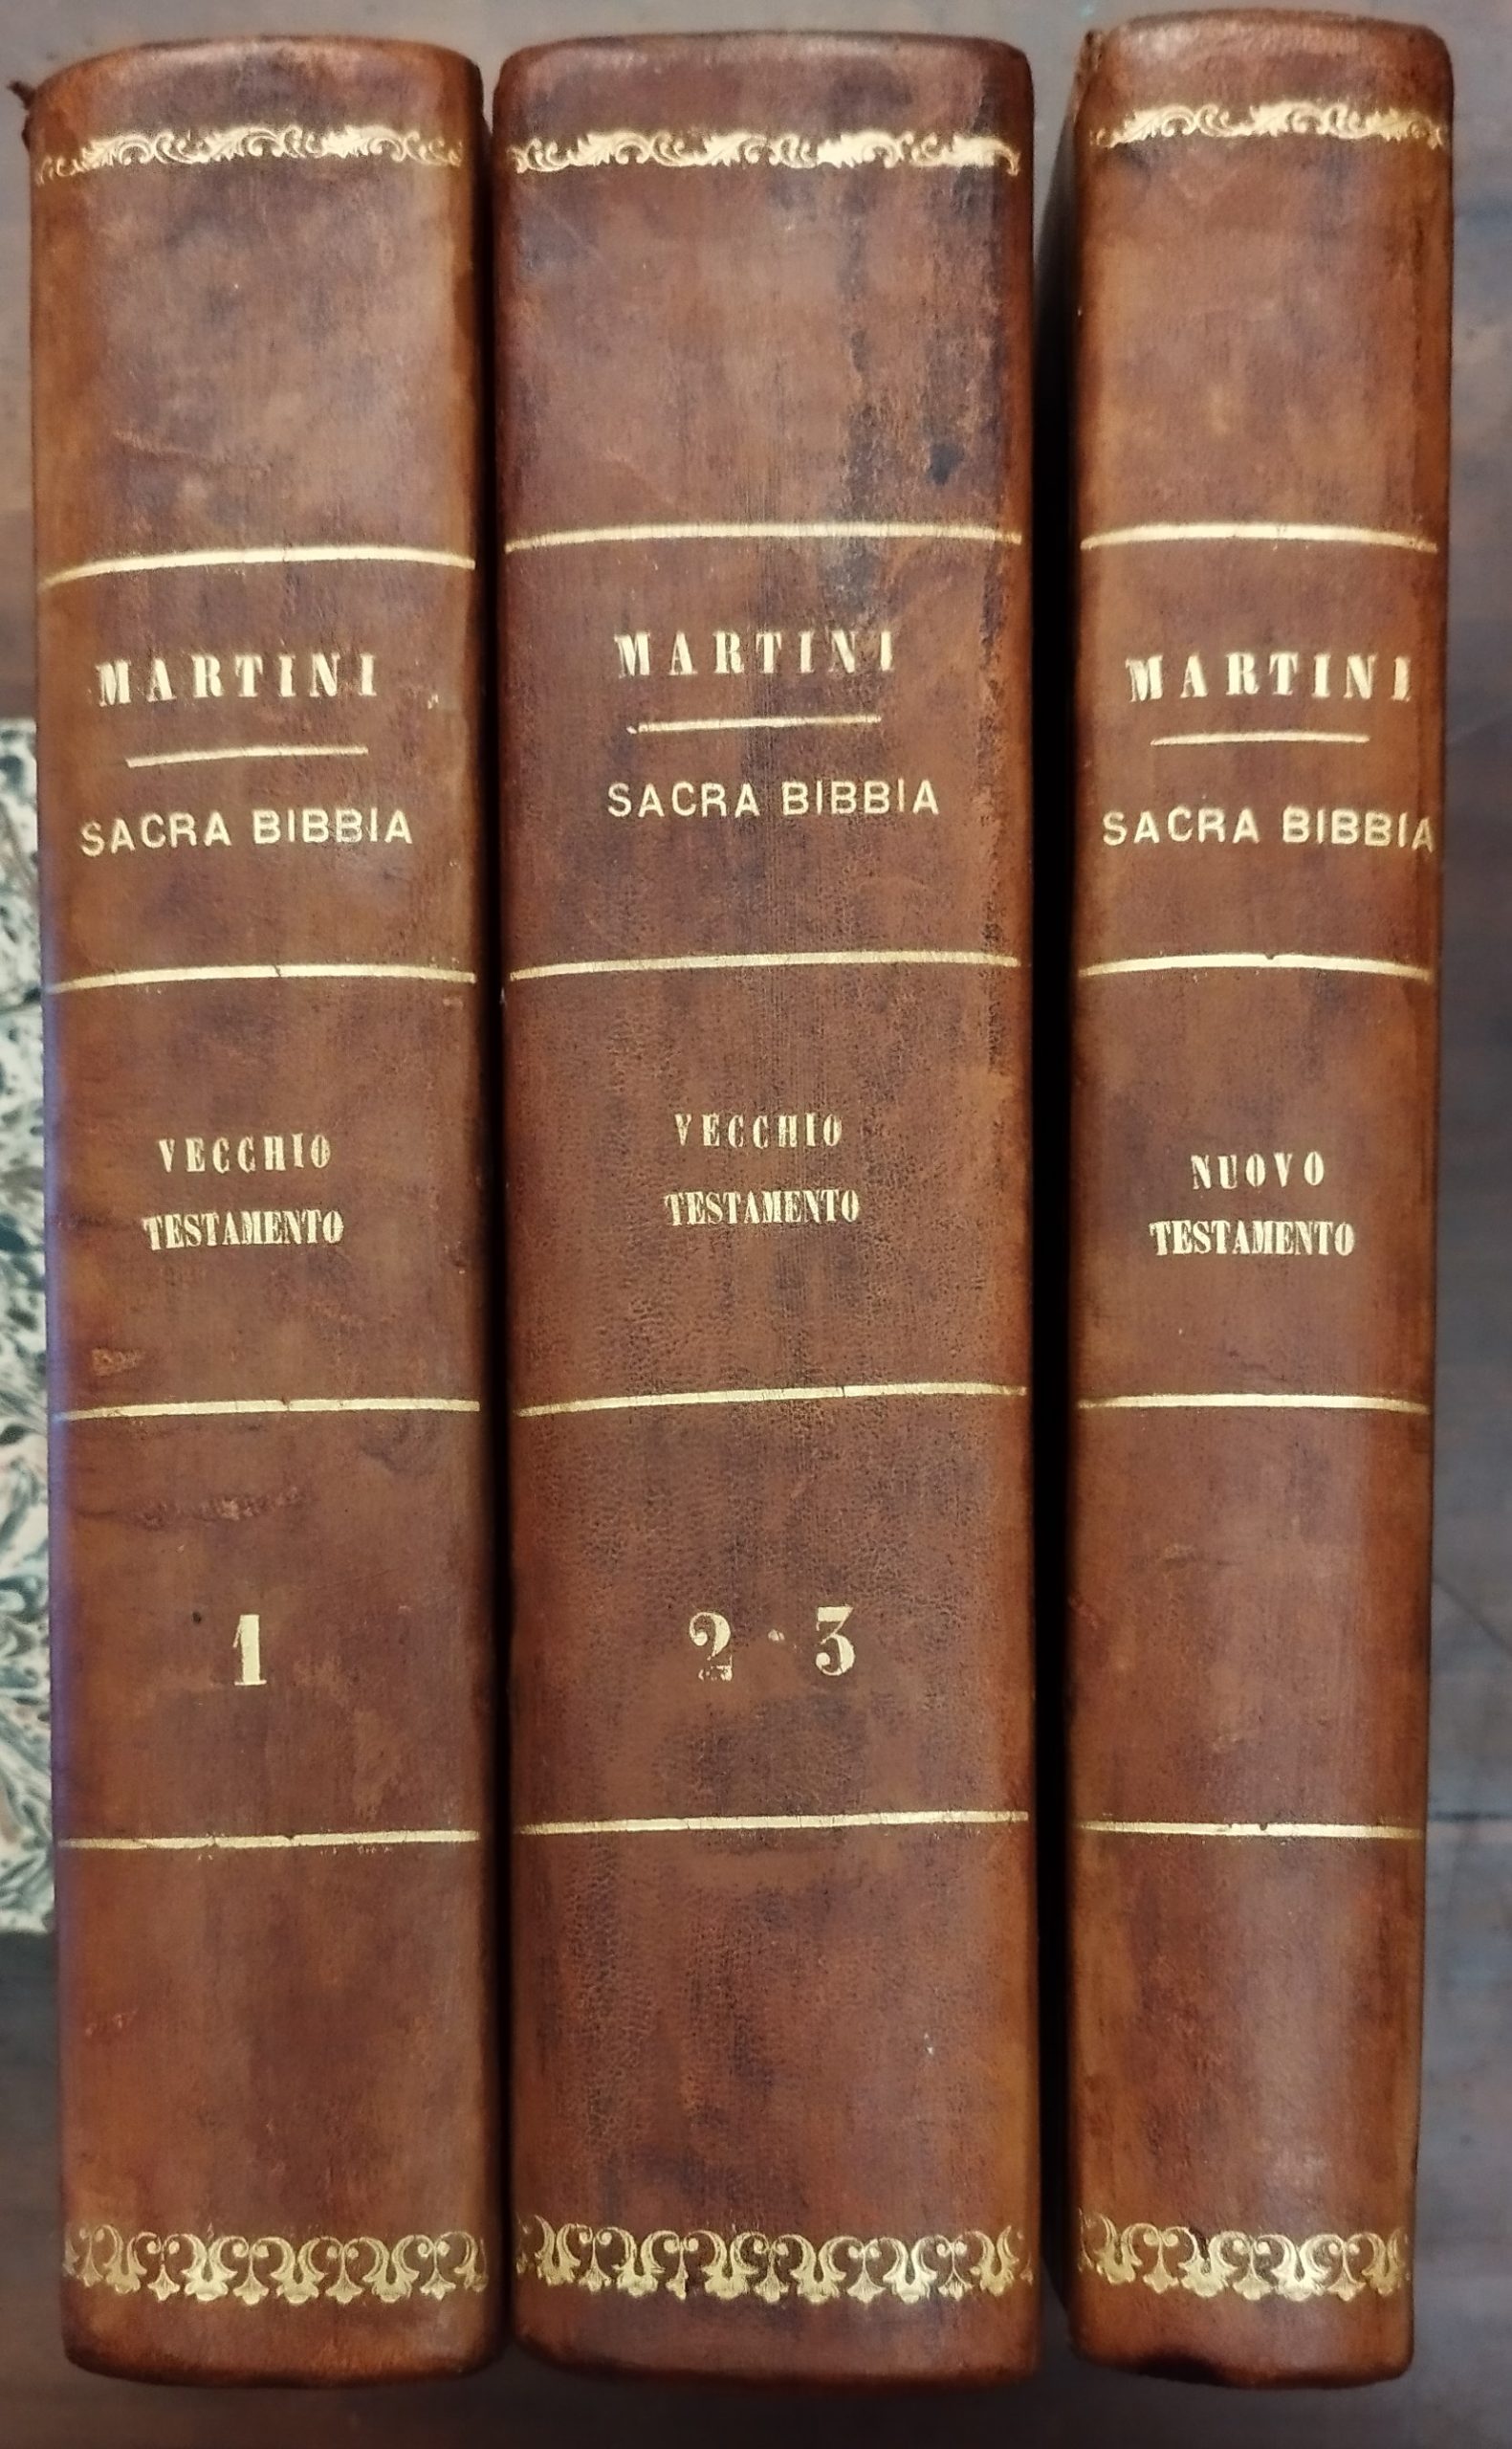 MARTINI
SACRA BIBBIA
VECCHIO
TESTAMENTO
1
MARTINI
SACRA BIBBIA
VECCHIO
TESTAMENTO
2 - 3
MARTINI
SACRA BIBBIA
NUOVO
TESTAMENTO